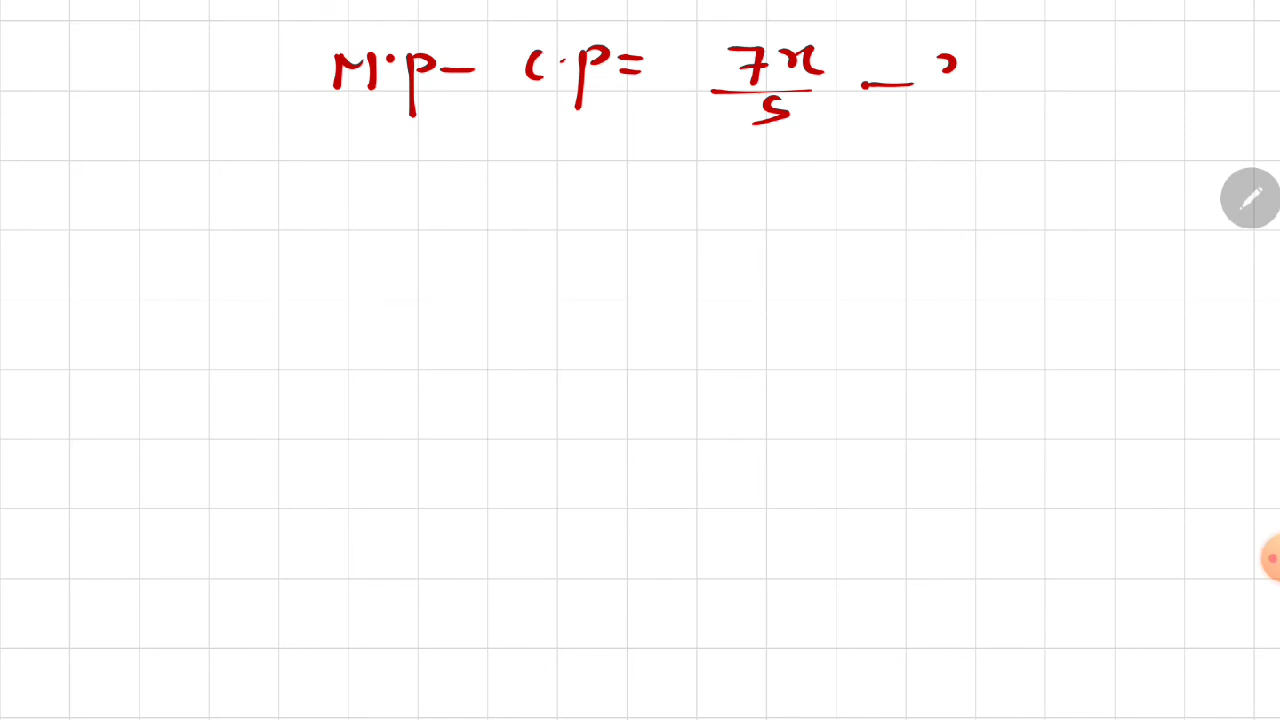 M.p - C.p = 7x/5 -